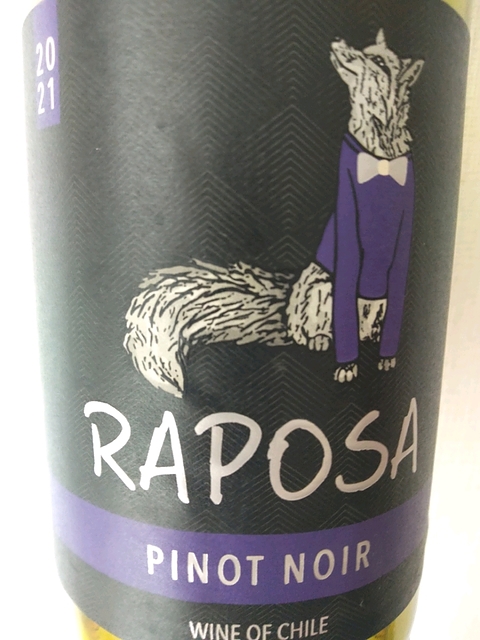 20
21
RAPOSA
PINOT NOIR
WINE OF CHILE